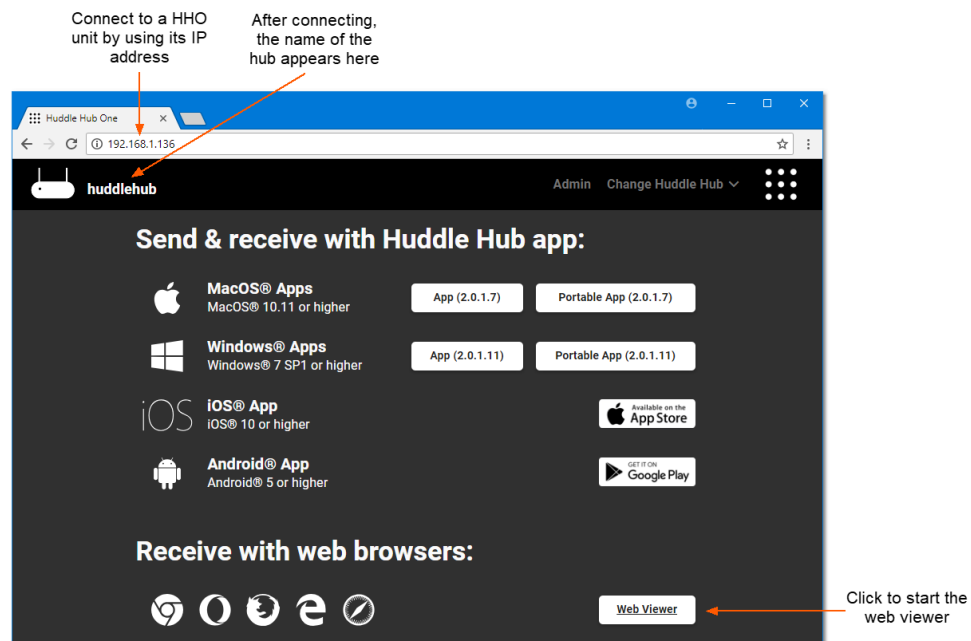 Connect to a HHO
unit by using its IP
address
After connecting,
the name of the
hub appears here
Huddle Hub One
192.168.1.136
huddlehub
Admin
Change Huddle Hub
Send & receive with Huddle Hub app:
MacOS® Apps
MacOS® 10.11 or higher
App (2.0.1.7)
Portable App (2.0.1.7)
Windows® Apps
Windows® 7 SP1 or higher
App (2.0.1.11)
Portable App (2.0.1.11)
iOS
iOS® App
iOS® 10 or higher
Available on the
App Store
Android® App
Android® 5 or higher
GET IT ON
Google Play
Receive with web browsers:
Web Viewer
Click to start the
web viewer